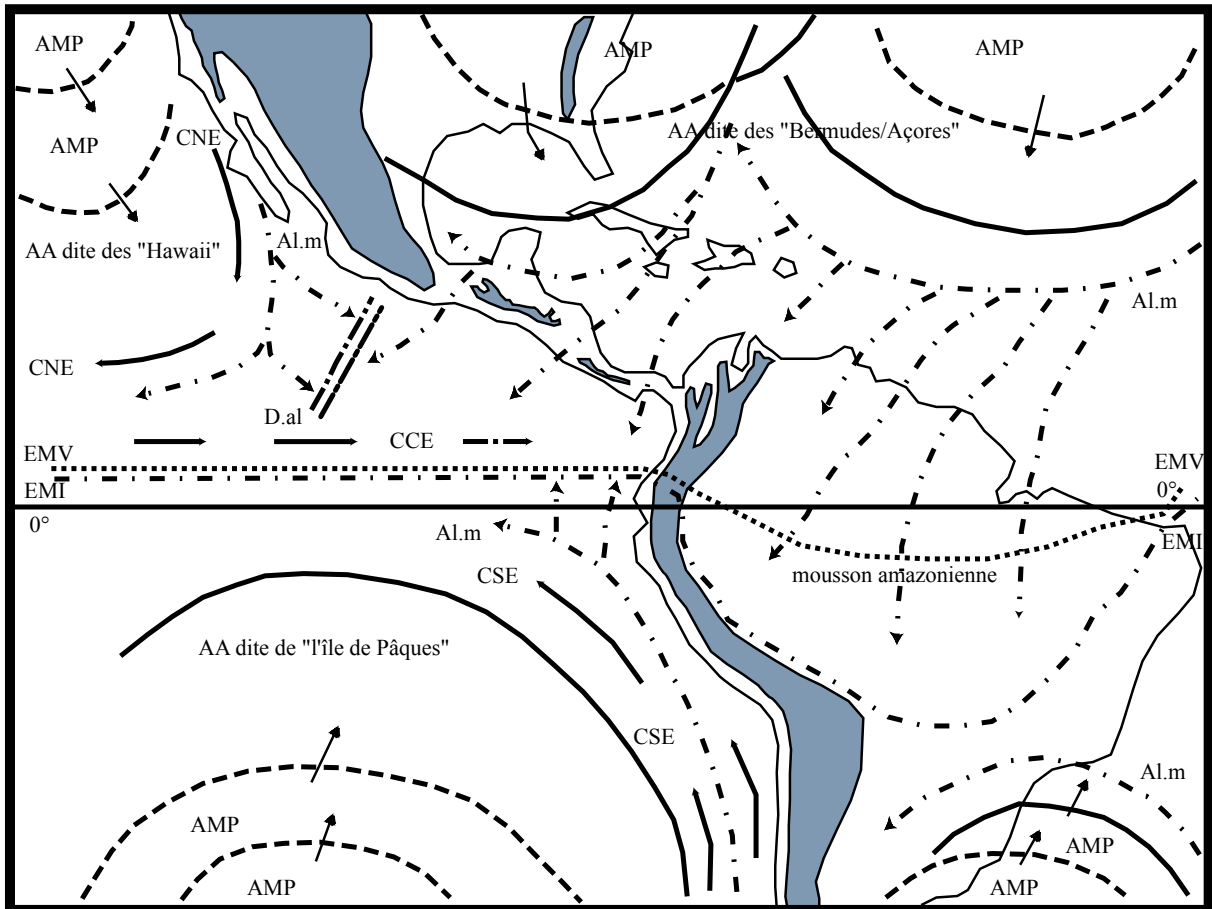 AMP
AMP
AMP
AMP
CNE
AA dite des "Bermudes/Açores"
AA dite des "Hawaii"
Al.m
Al.m
CNE
D.al
CCE
EMV
EMI
0°
EMV
0°
EMI
Al.m
CSE
mousson amazonienne
AA dite de "l'île de Pâques"
CSE
Al.m
AMP
AMP
AMP
AMP